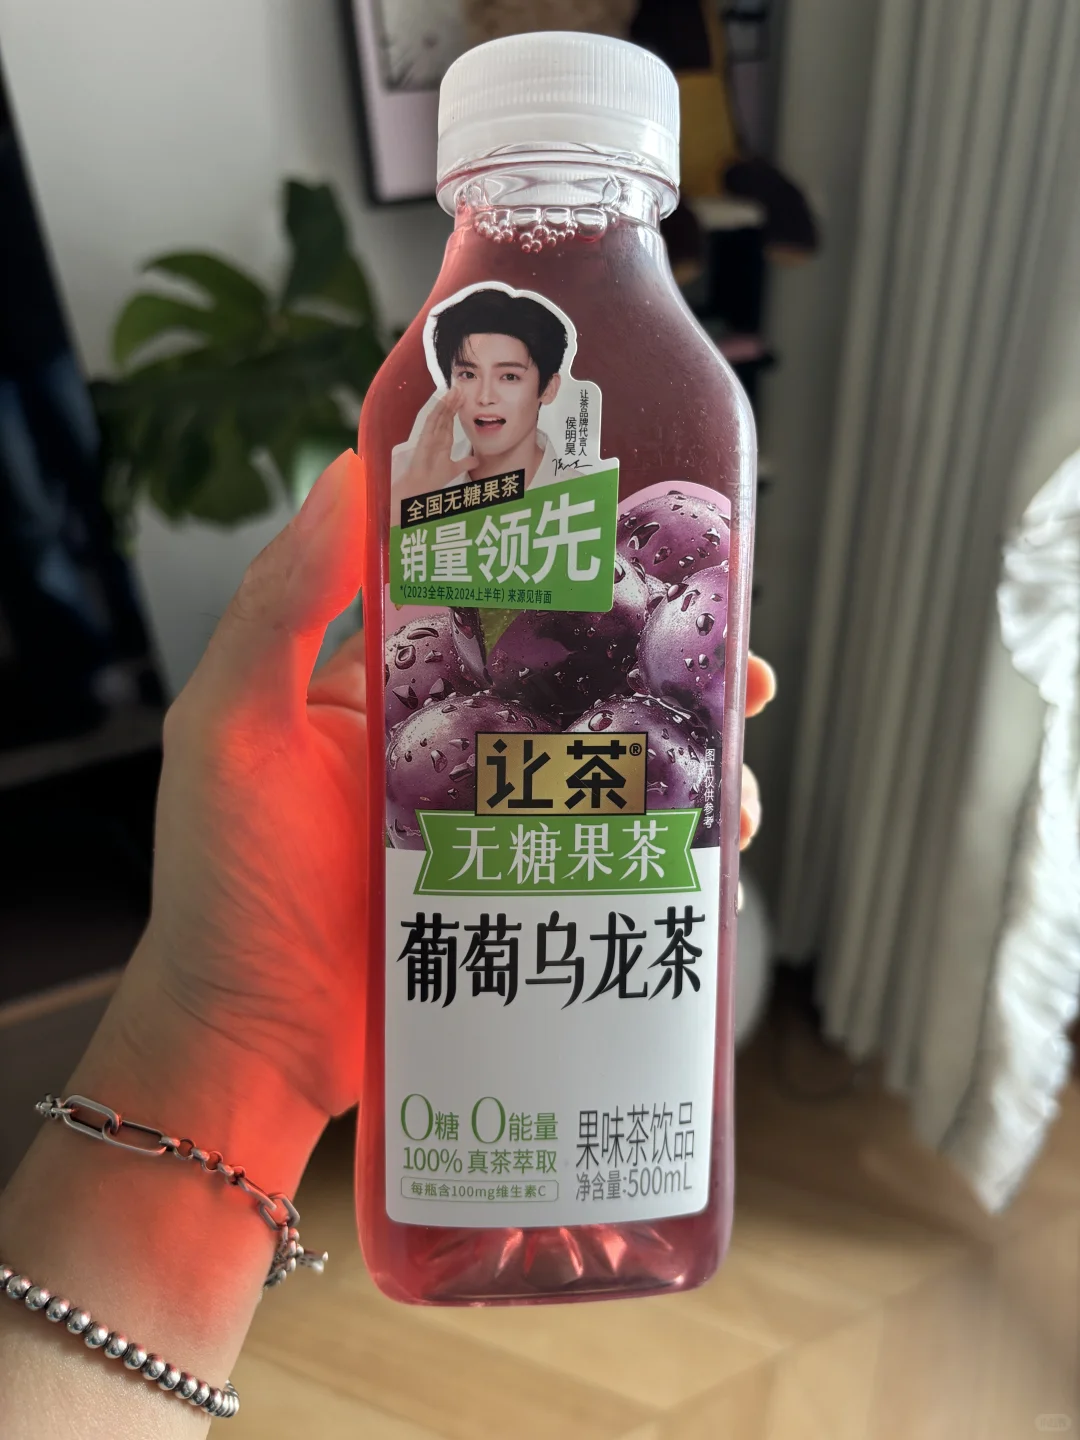 让茶品牌代言人
侯明昊
全国无糖果茶
销量领先
*(2023全年及2024上半年) 来源见背面
让茶®
图片仅供参考
无糖果茶
葡萄乌龙茶
0糖 0能量
100%真茶萃取
每瓶含100mg维生素C
果味茶饮品
净含量:500mL